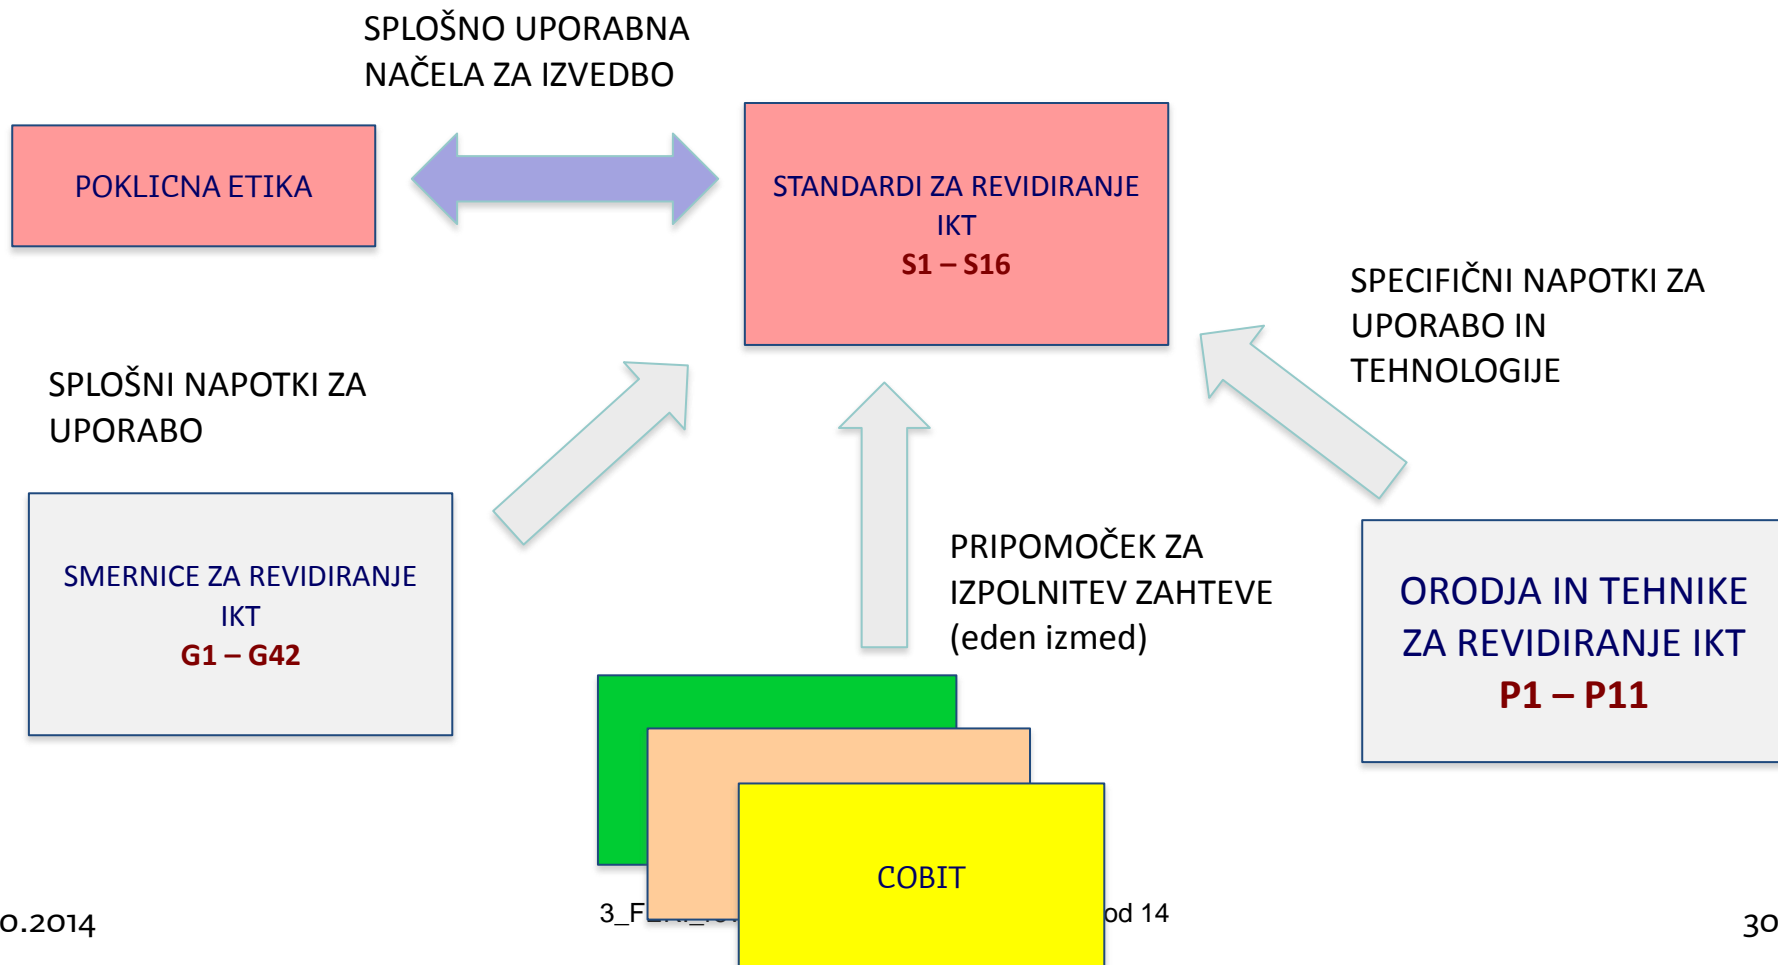 SPLOŠNO UPORABNA
NAČELA ZA IZVEDBO
POKLICNA ETIKA
STANDARDI ZA REVIDIRANJE
IKT
S1 – S16
SPECIFIČNI NAPOTKI ZA
UPORABO IN
TEHNOLOGIJE
SPLOŠNI NAPOTKI ZA
UPORABO
SMERNICE ZA REVIDIRANJE
IKT
G1 – G42
PRIPOMOČEK ZA
IZPOLNITEV ZAHTEVE
(eden izmed)
ORODJA IN TEHNIKE
ZA REVIDIRANJE IKT
P1 – P11
COBIT
0.2014
od 14
30